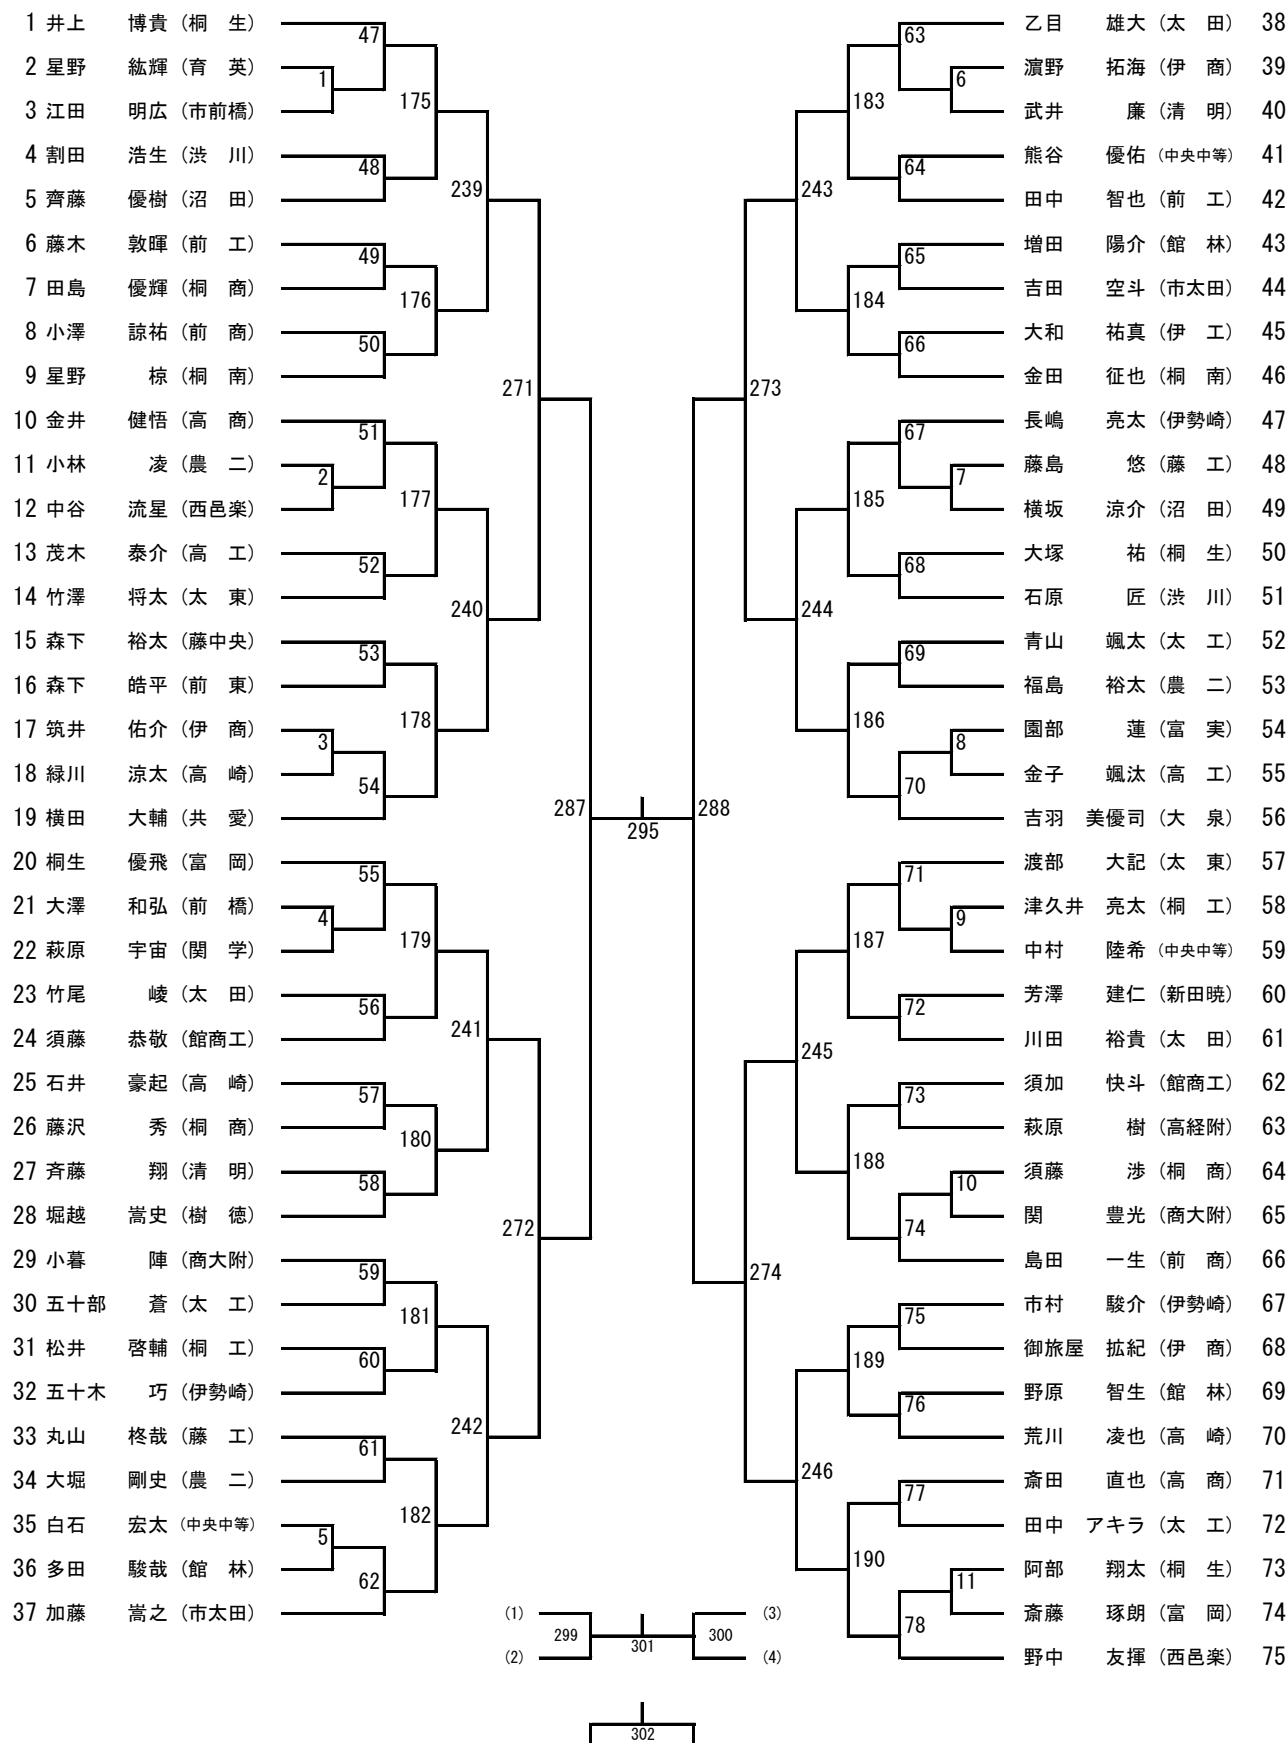 1 井上 博貴 (桐 生)
2 星野 紘輝 (育 英)
3 江田 明広 (市前橋)
4 割田 浩生 (渋 川)
5 齊藤 優樹 (沼 田)
6 藤木 敦暉 (前 工)
7 田島 優輝 (桐 商)
8 小澤 諒祐 (前 商)
9 星野 椋 (桐 南)
10 金井 健悟 (高 商)
11 小林 凌 (農 二)
12 中谷 流星 (西邑楽)
13 茂木 泰介 (高 工)
14 竹澤 将太 (太 東)
15 森下 裕太 (藤中央)
16 森下 皓平 (前 東)
17 筑井 佑介 (伊 商)
18 緑川 涼太 (高 崎)
19 横田 大輔 (共 愛)
20 桐生 優飛 (富 岡)
21 大澤 和弘 (前 橋)
22 萩原 宇宙 (関 学)
23 竹尾 崚 (太 田)
24 須藤 恭敬 (館商工)
25 石井 豪起 (高 崎)
26 藤沢 秀 (桐 商)
27 斉藤 翔 (清 明)
28 堀越 嵩史 (樹 徳)
29 小暮 陣 (商大附)
30 五十部 蒼 (太 工)
31 松井 啓輔 (桐 工)
32 五十木 巧 (伊勢崎)
33 丸山 柊哉 (藤 工)
34 大堀 剛史 (農 二)
35 白石 宏太 (中央中等)
36 多田 駿哉 (館 林)
37 加藤 嵩之 (市太田)
1
2
3
4
5
47
48
49
50
51
52
53
54
55
56
57
58
59
60
61
62
175
176
177
178
179
180
181
182
239
240
241
242
271
272
287
295
288
273
274
243
244
245
246
183
184
185
186
187
188
189
190
63
64
65
66
67
68
69
70
71
72
73
74
75
76
77
78
6
7
8
9
10
11
乙目 雄大 (太 田) 38
濵野 拓海 (伊 商) 39
武井 廉 (清 明) 40
熊谷 優佑 (中央中等) 41
田中 智也 (前 工) 42
増田 陽介 (館 林) 43
吉田 空斗 (市太田) 44
大和 祐真 (伊 工) 45
金田 征也 (桐 南) 46
長嶋 亮太 (伊勢崎) 47
藤島 悠 (藤 工) 48
横坂 涼介 (沼 田) 49
大塚 祐 (桐 生) 50
石原 匠 (渋 川) 51
青山 颯太 (太 工) 52
福島 裕太 (農 二) 53
園部 蓮 (富 実) 54
金子 颯汰 (高 工) 55
吉羽 美優司 (大 泉) 56
渡部 大記 (太 東) 57
津久井 亮太 (桐 工) 58
中村 陸希 (中央中等) 59
芳澤 建仁 (新田暁) 60
川田 裕貴 (太 田) 61
須加 快斗 (館商工) 62
萩原 樹 (高経附) 63
須藤 渉 (桐 商) 64
関 豊光 (商大附) 65
島田 一生 (前 商) 66
市村 駿介 (伊勢崎) 67
御旅屋 拡紀 (伊 商) 68
野原 智生 (館 林) 69
荒川 凌也 (高 崎) 70
斎田 直也 (高 商) 71
田中 アキラ (太 工) 72
阿部 翔太 (桐 生) 73
斎藤 琢朗 (富 岡) 74
野中 友揮 (西邑楽) 75
(1)
(2)
299
301
300
(3)
(4)
302